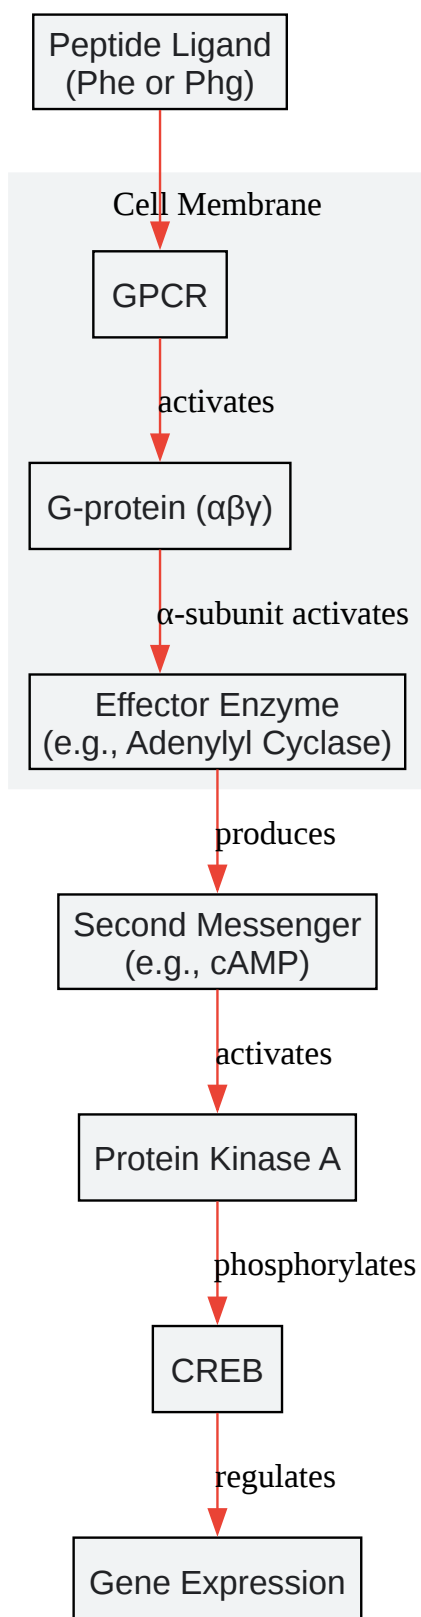 Peptide Ligand
(Phe or Phg)
Cell Membrane
GPCR
activates
G-protein (αβγ)
α-subunit activates
Effector Enzyme
(e.g., Adenylyl Cyclase)
produces
Second Messenger
(e.g., cAMP)
activates
Protein Kinase A
phosphorylates
CREB
regulates
Gene Expression